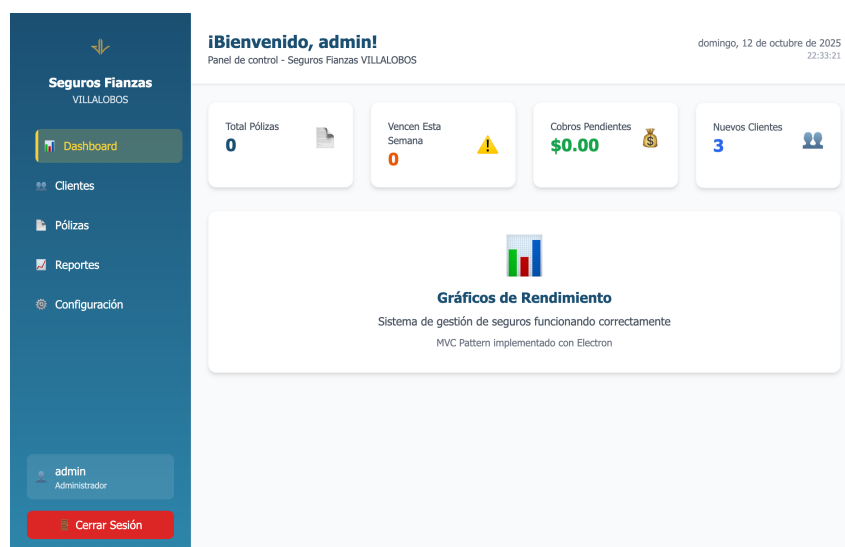 Seguros Fianzas
VILLALOBOS
Dashboard
Clientes
Pólizas
Reportes
Configuración
admin
Administrador
Cerrar Sesión
¡Bienvenido, admin!
Panel de control - Seguros Fianzas VILLALOBOS
domingo, 12 de octubre de 2025
22:33:21
Total Pólizas
0
Vencen Esta
Semana
0
Cobros Pendientes
$0.00
Nuevos Clientes
3
Gráficos de Rendimiento
Sistema de gestión de seguros funcionando correctamente
MVC Pattern implementado con Electron